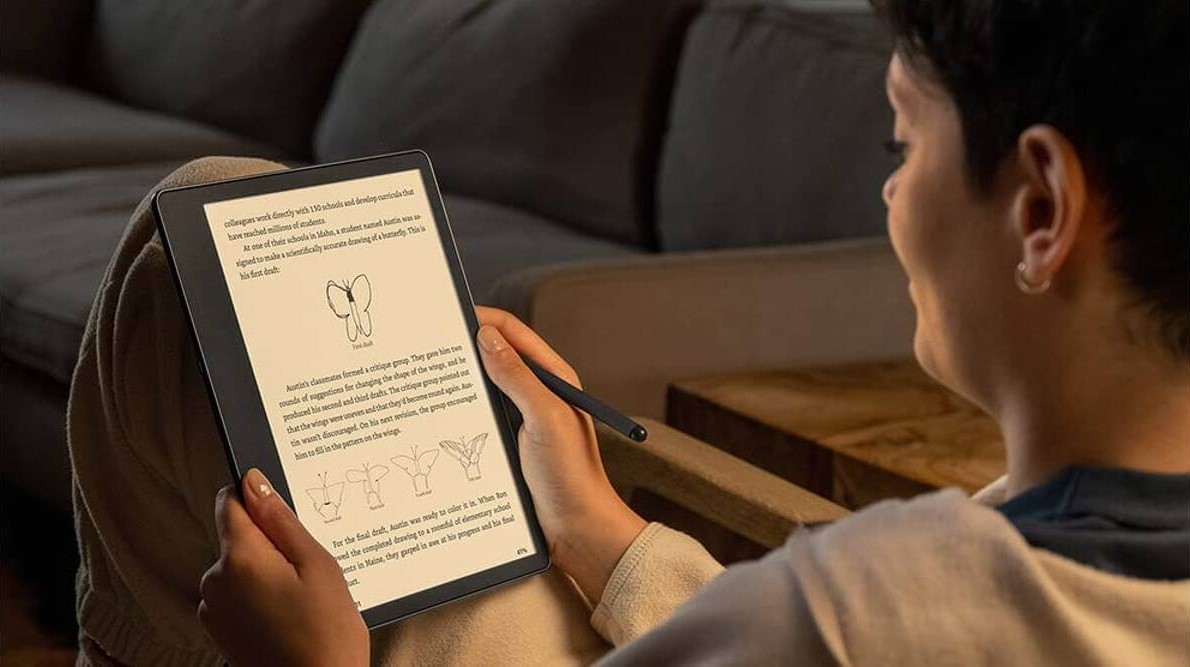 colleagues work directly with 150 schools and develop curricula that
have reached millions of students.
At one of their schools in Idaho, a student named Austin was as-
signed to make a scientifically accurate drawing of a butterfly. This is
his first draft:
First draft
Austin's classmates formed a critique group. They gave him two
rounds of suggestions for changing the shape of the wings, and he
produced his second and third drafts. The critique group pointed out
that the wings were uneven and that they'd become round again. Aus-
tin wasn't discouraged. On his next revision, the group encouraged
him to fill in the pattern on the wings.
For the final draft, Austin was ready to color it in. When Ron
owed the completed drawing to a roomful of elementary school
dents in Maine, they gasped in awe at his progress and his final
uct.
41%